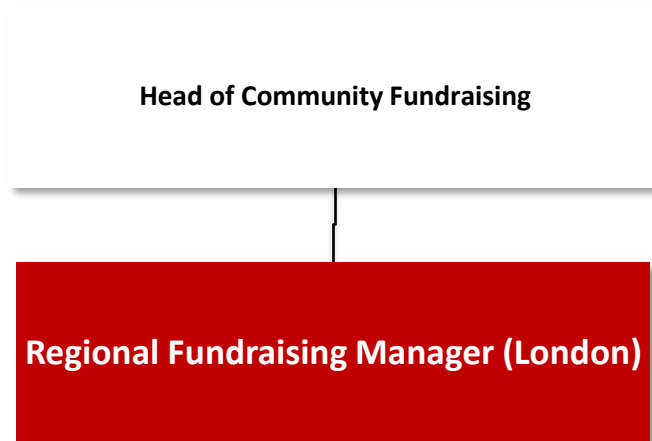 Head of Community Fundraising
Regional Fundraising Manager (London)